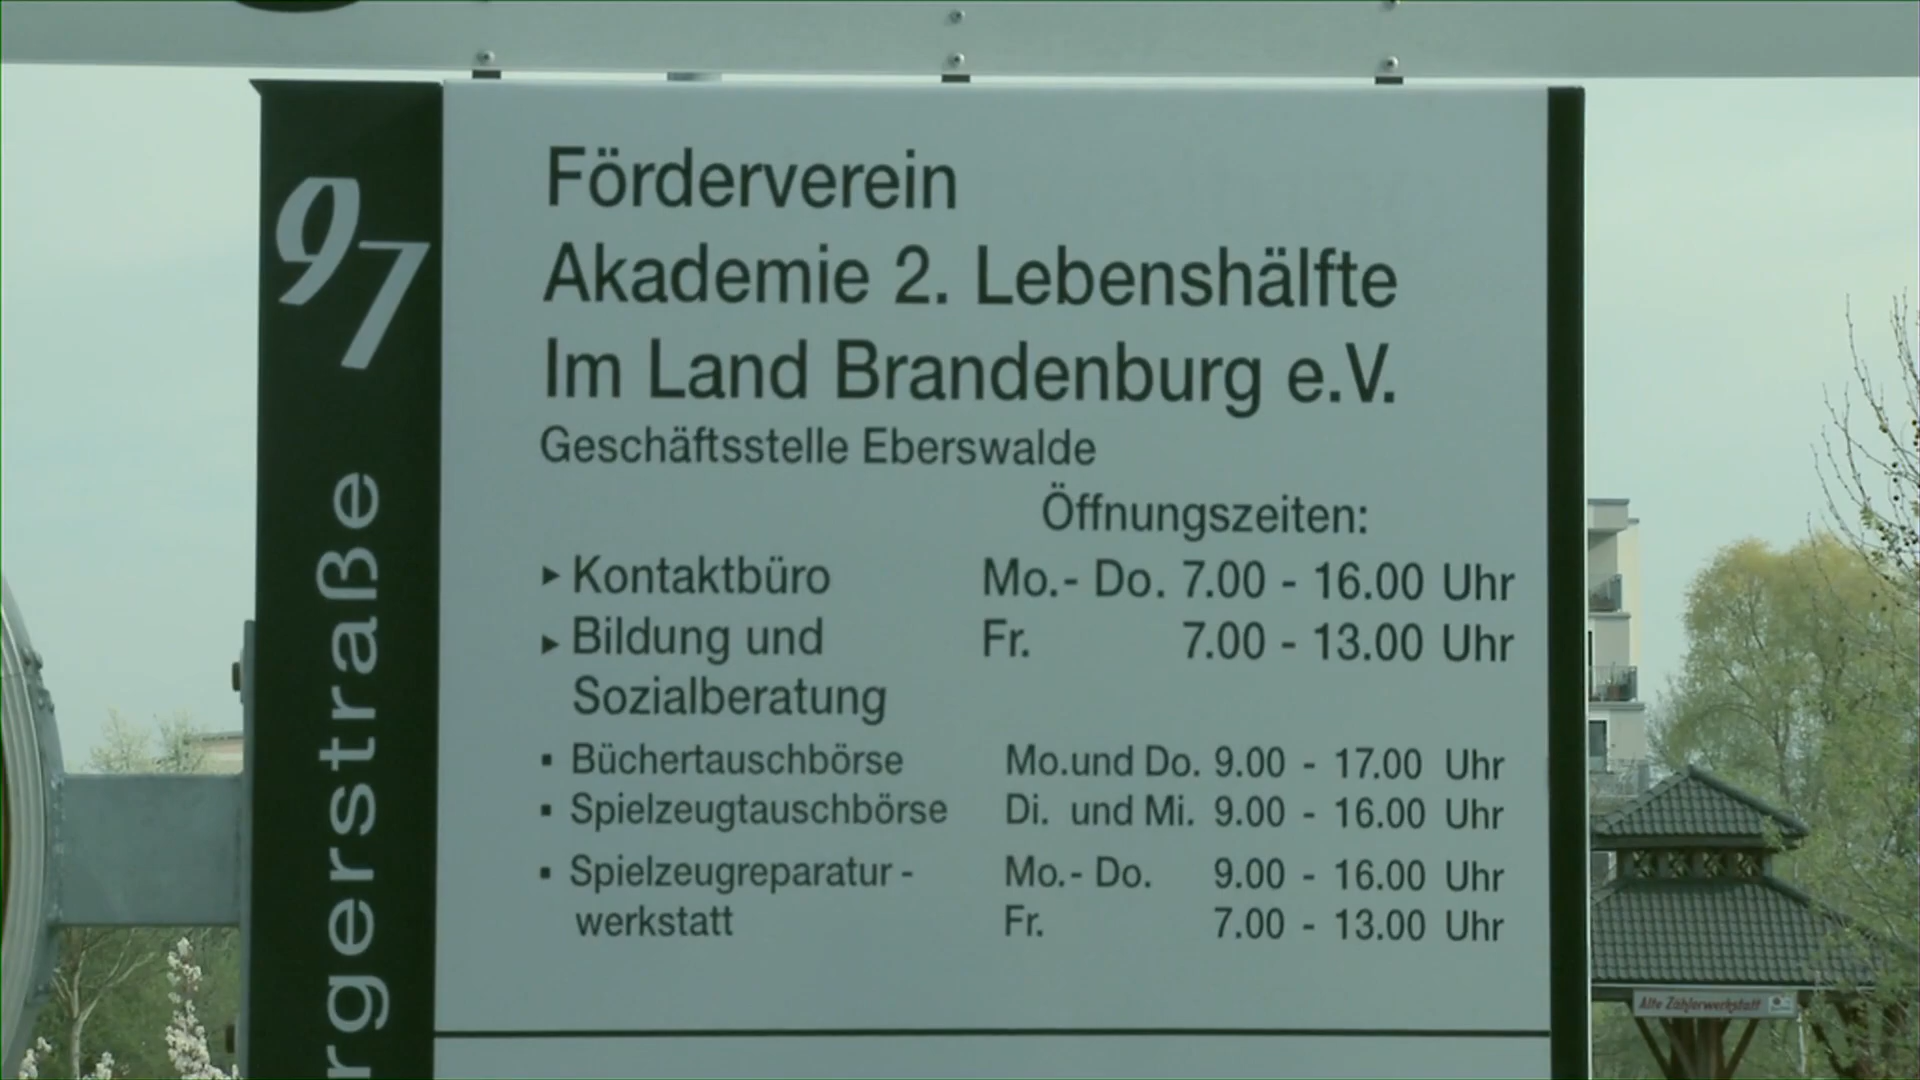 97
rgerstraße
Förderverein
Akademie 2. Lebenshälfte
Im Land Brandenburg e.V.
Geschäftsstelle Eberswalde
Öffnungszeiten:
▸ Kontaktbüro Mo.- Do. 7.00 - 16.00 Uhr
▸ Bildung und Fr. 7.00 - 13.00 Uhr
Sozialberatung
▪ Büchertauschbörse Mo.und Do. 9.00 - 17.00 Uhr
▪ Spielzeugtauschbörse Di. und Mi. 9.00 - 16.00 Uhr
▪ Spielzeugreparatur - Mo.- Do. 9.00 - 16.00 Uhr
werkstatt Fr. 7.00 - 13.00 Uhr
Alte Zählerwerkstatt